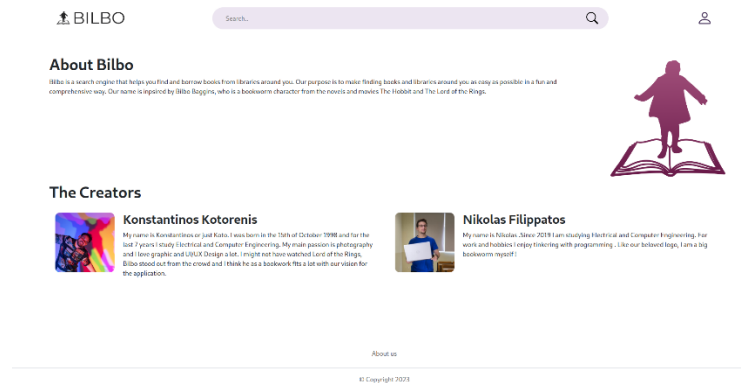 BILBO
Search..
About Bilbo
Bilbo is a search engine that helps you find and borrow books from libraries around you. Our purpose is to make finding books and libraries around you as easy as possible in a fun and
comprehensive way. Our name is inpsired by Bilbo Baggins, who is a bookworm character from the novels and movies The Hobbit and The Lord of the Rings.
The Creators
Konstantinos Kotorenis
My name is Konstantinos or just Koto. I was born in the 15th of October 1998 and for the
last 7 years I study Electrical and Computer Engineering. My main passion is photography
and I love graphic and UI/UX Design a lot. I might not have watched Lord of the Rings,
Bilbo stood out from the crowd and I think he as a bookwork fits a lot with our vision for
the application.
Nikolas Filippatos
My name is Nikolas .Since 2019 I am studying Electrical and Computer Engineering. For
work and hobbies I enjoy tinkering with programming . Like our beloved logo, I am a big
bookworm myself !
About us
© Copyright 2023